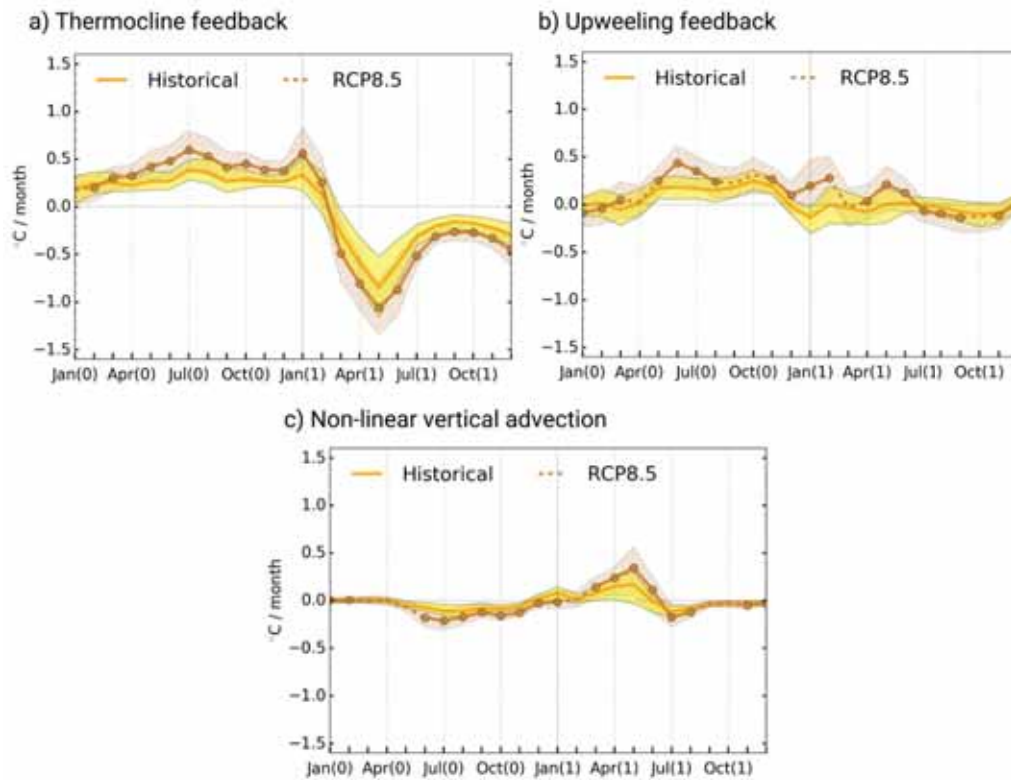 a) Thermocline feedback
1.5
Historical
RCP8.5
1.0
0.5
0.0
−0.5
−1.0
−1.5
°C / month
Jan(0) Apr(0) Jul(0) Oct(0) Jan(1) Apr(1) Jul(1) Oct(1)
b) Upweeling feedback
1.5
Historical
RCP8.5
1.0
0.5
0.0
−0.5
−1.0
−1.5
°C / month
Jan(0) Apr(0) Jul(0) Oct(0) Jan(1) Apr(1) Jul(1) Oct(1)
c) Non-linear vertical advection
1.5
Historical
RCP8.5
1.0
0.5
0.0
−0.5
−1.0
−1.5
°C / month
Jan(0) Apr(0) Jul(0) Oct(0) Jan(1) Apr(1) Jul(1) Oct(1)